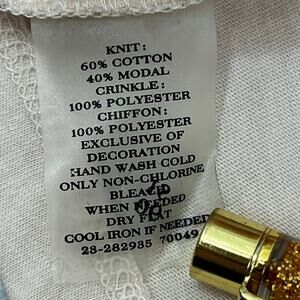 KNIT:
60% COTTON
40% MODAL
CRINKLE:
100% POLYESTER
CHIFFON:
100% POLYESTER
EXCLUSIVE OF
DECORATION
HAND WASH COLD
ONLY NON-CHLORINE
BLEACH
WHEN NEEDED
DRY FLAT
COOL IRON IF NEEDED
28-282985 70049